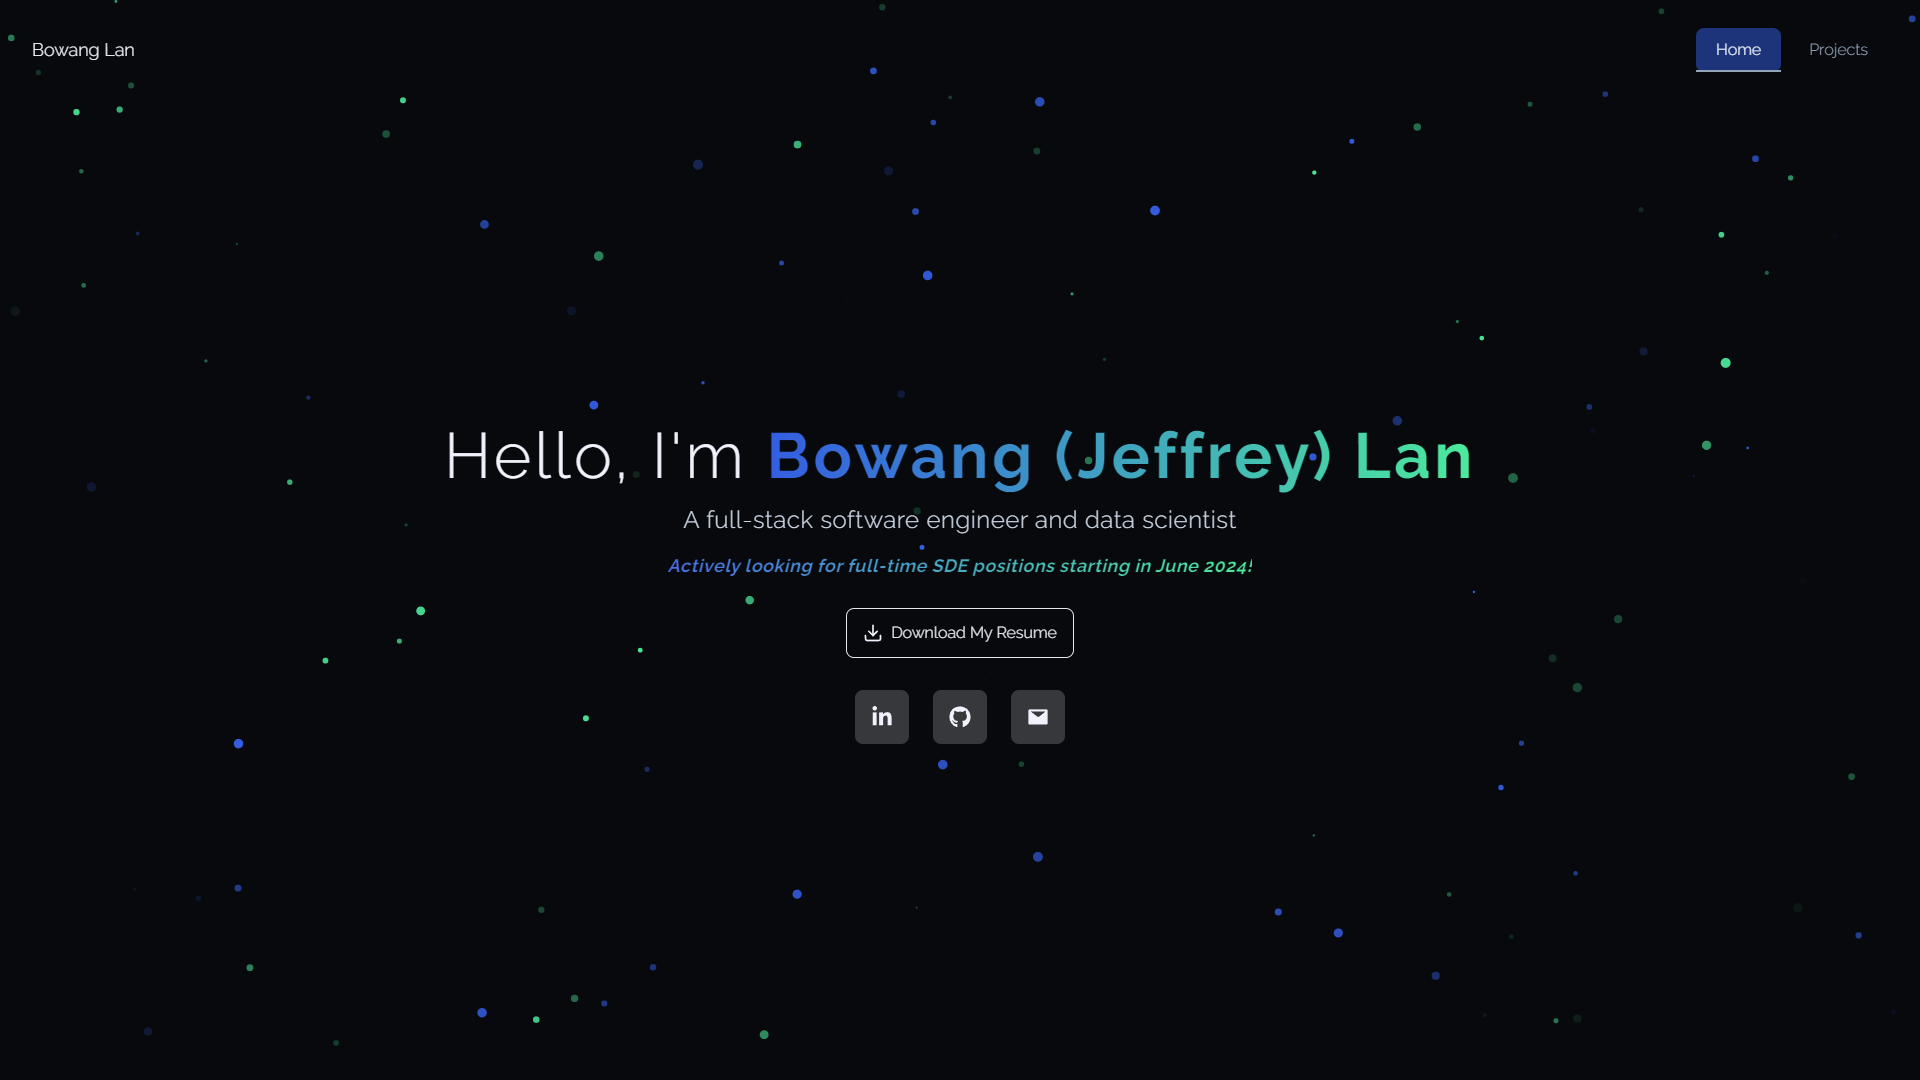 Bowang Lan
Home
Projects
Hello, I'm Bowang (Jeffrey) Lan
A full-stack software engineer and data scientist
Actively looking for full-time SDE positions starting in June 2024!
Download My Resume
in